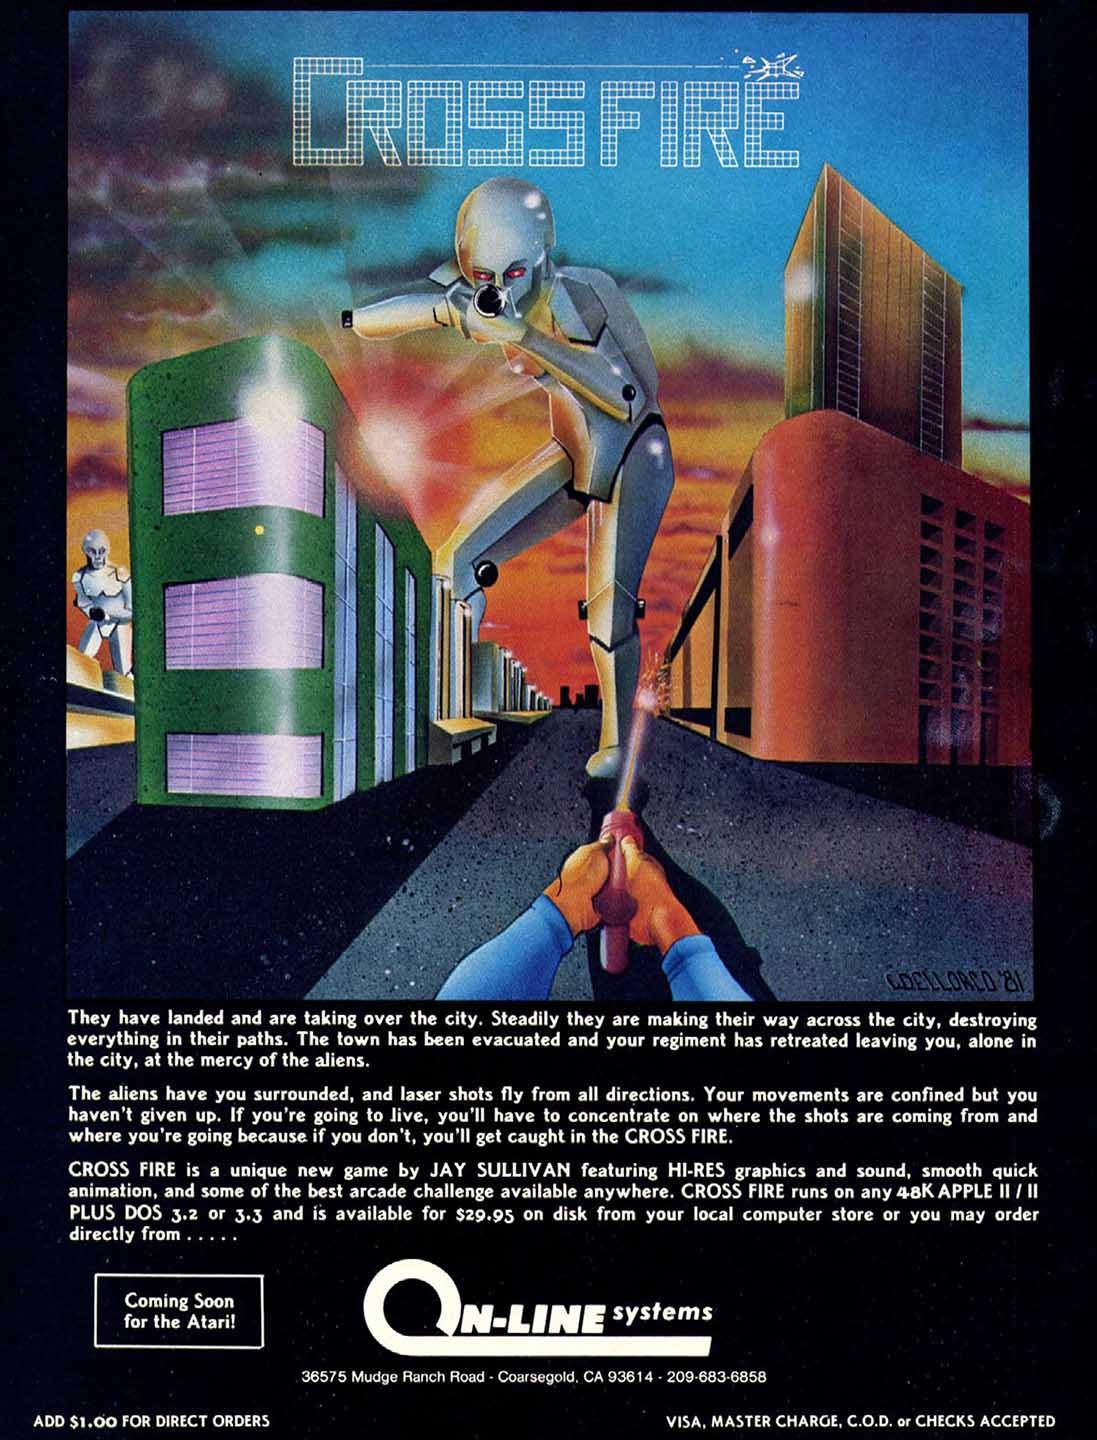 CROSSFIRE
C.DELLORCO '81
They have landed and are taking over the city. Steadily they are making their way across the city, destroying
everything in their paths. The town has been evacuated and your regiment has retreated leaving you, alone in
the city, at the mercy of the aliens.
The aliens have you surrounded, and laser shots fly from all directions. Your movements are confined but you
haven't given up. If you're going to live, you'll have to concentrate on where the shots are coming from and
where you're going because if you don't, you'll get caught in the CROSS FIRE.
CROSS FIRE is a unique new game by JAY SULLIVAN featuring HI-RES graphics and sound, smooth quick
animation, and some of the best arcade challenge available anywhere. CROSS FIRE runs on any 48K APPLE II / II
PLUS DOS 3.2 or 3.3 and is available for $29.95 on disk from your local computer store or you may order
directly from . . . . .
Coming Soon
for the Atari!
ON-LINE systems
36575 Mudge Ranch Road - Coarsegold, CA 93614 - 209-683-6858
ADD $1.00 FOR DIRECT ORDERS
VISA, MASTER CHARGE, C.O.D. or CHECKS ACCEPTED